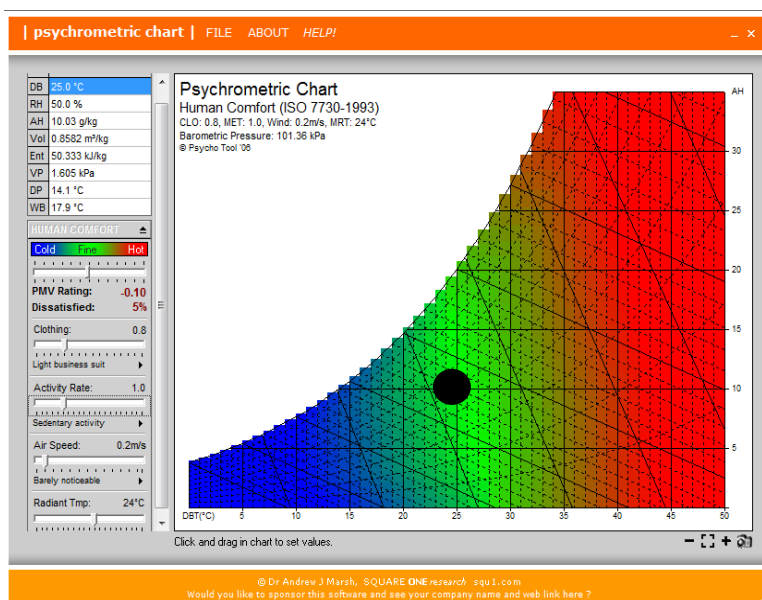 | psychrometric chart | FILE ABOUT HELP!
DB 25.0 °C
RH 50.0 %
AH 10.03 g/kg
Vol 0.8582 m³/kg
Ent 50.333 kJ/kg
VP 1.605 kPa
DP 14.1 °C
WB 17.9 °C
HUMAN COMFORT
Cold Fine Hot
PMV Rating: -0.10
Dissatisfied: 5%
Clothing: 0.8
Light business suit
Activity Rate: 1.0
Sedentary activity
Air Speed: 0.2m/s
Barely noticeable
Radiant Tmp: 24°C
Psychrometric Chart
Human Comfort (ISO 7730-1993)
CLO: 0.8, MET: 1.0, Wind: 0.2m/s, MRT: 24°C
Barometric Pressure: 101.36 kPa
© Psycho Tool '06
AH
30
25
20
15
10
5
DBT(°C) 5 10 15 20 25 30 35 40 45 50
Click and drag in chart to set values.
© Dr Andrew J Marsh, SQUARE ONE research squ1.com
Would you like to sponsor this software and see your company name and web link here ?